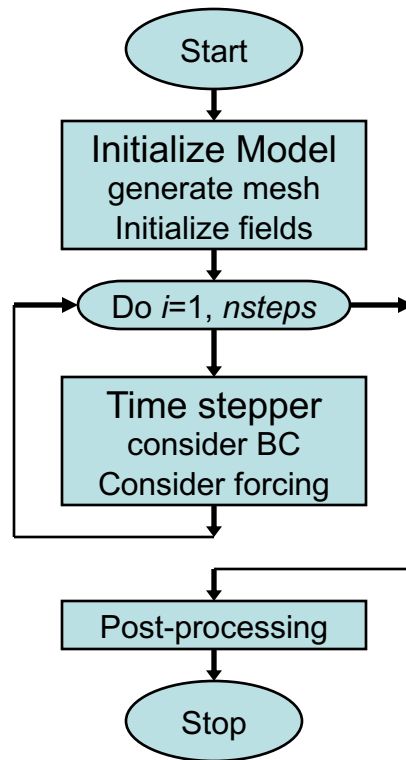 Start
Initialize Model
generate mesh
Initialize fields
Do i=1, nsteps
Time stepper
consider BC
Consider forcing
Post-processing
Stop